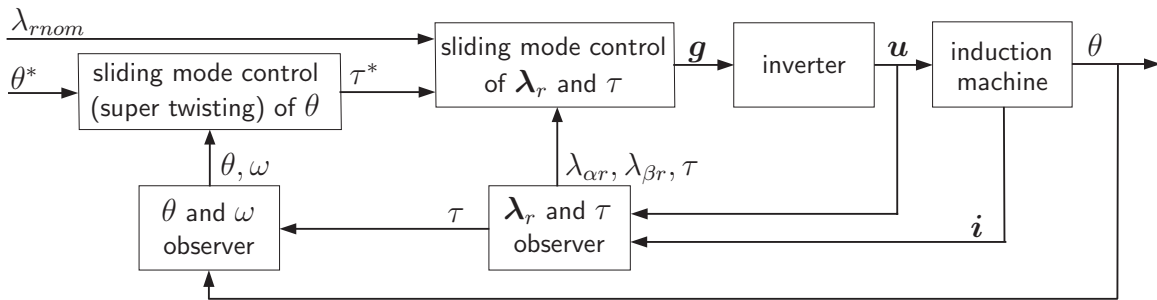 λrnom
sliding mode control
of λr and τ
g
inverter
u
induction
machine
θ
θ*
sliding mode control
(super twisting) of θ
τ*
θ, ω
λαr, λβr, τ
θ and ω
observer
τ
λr and τ
observer
i